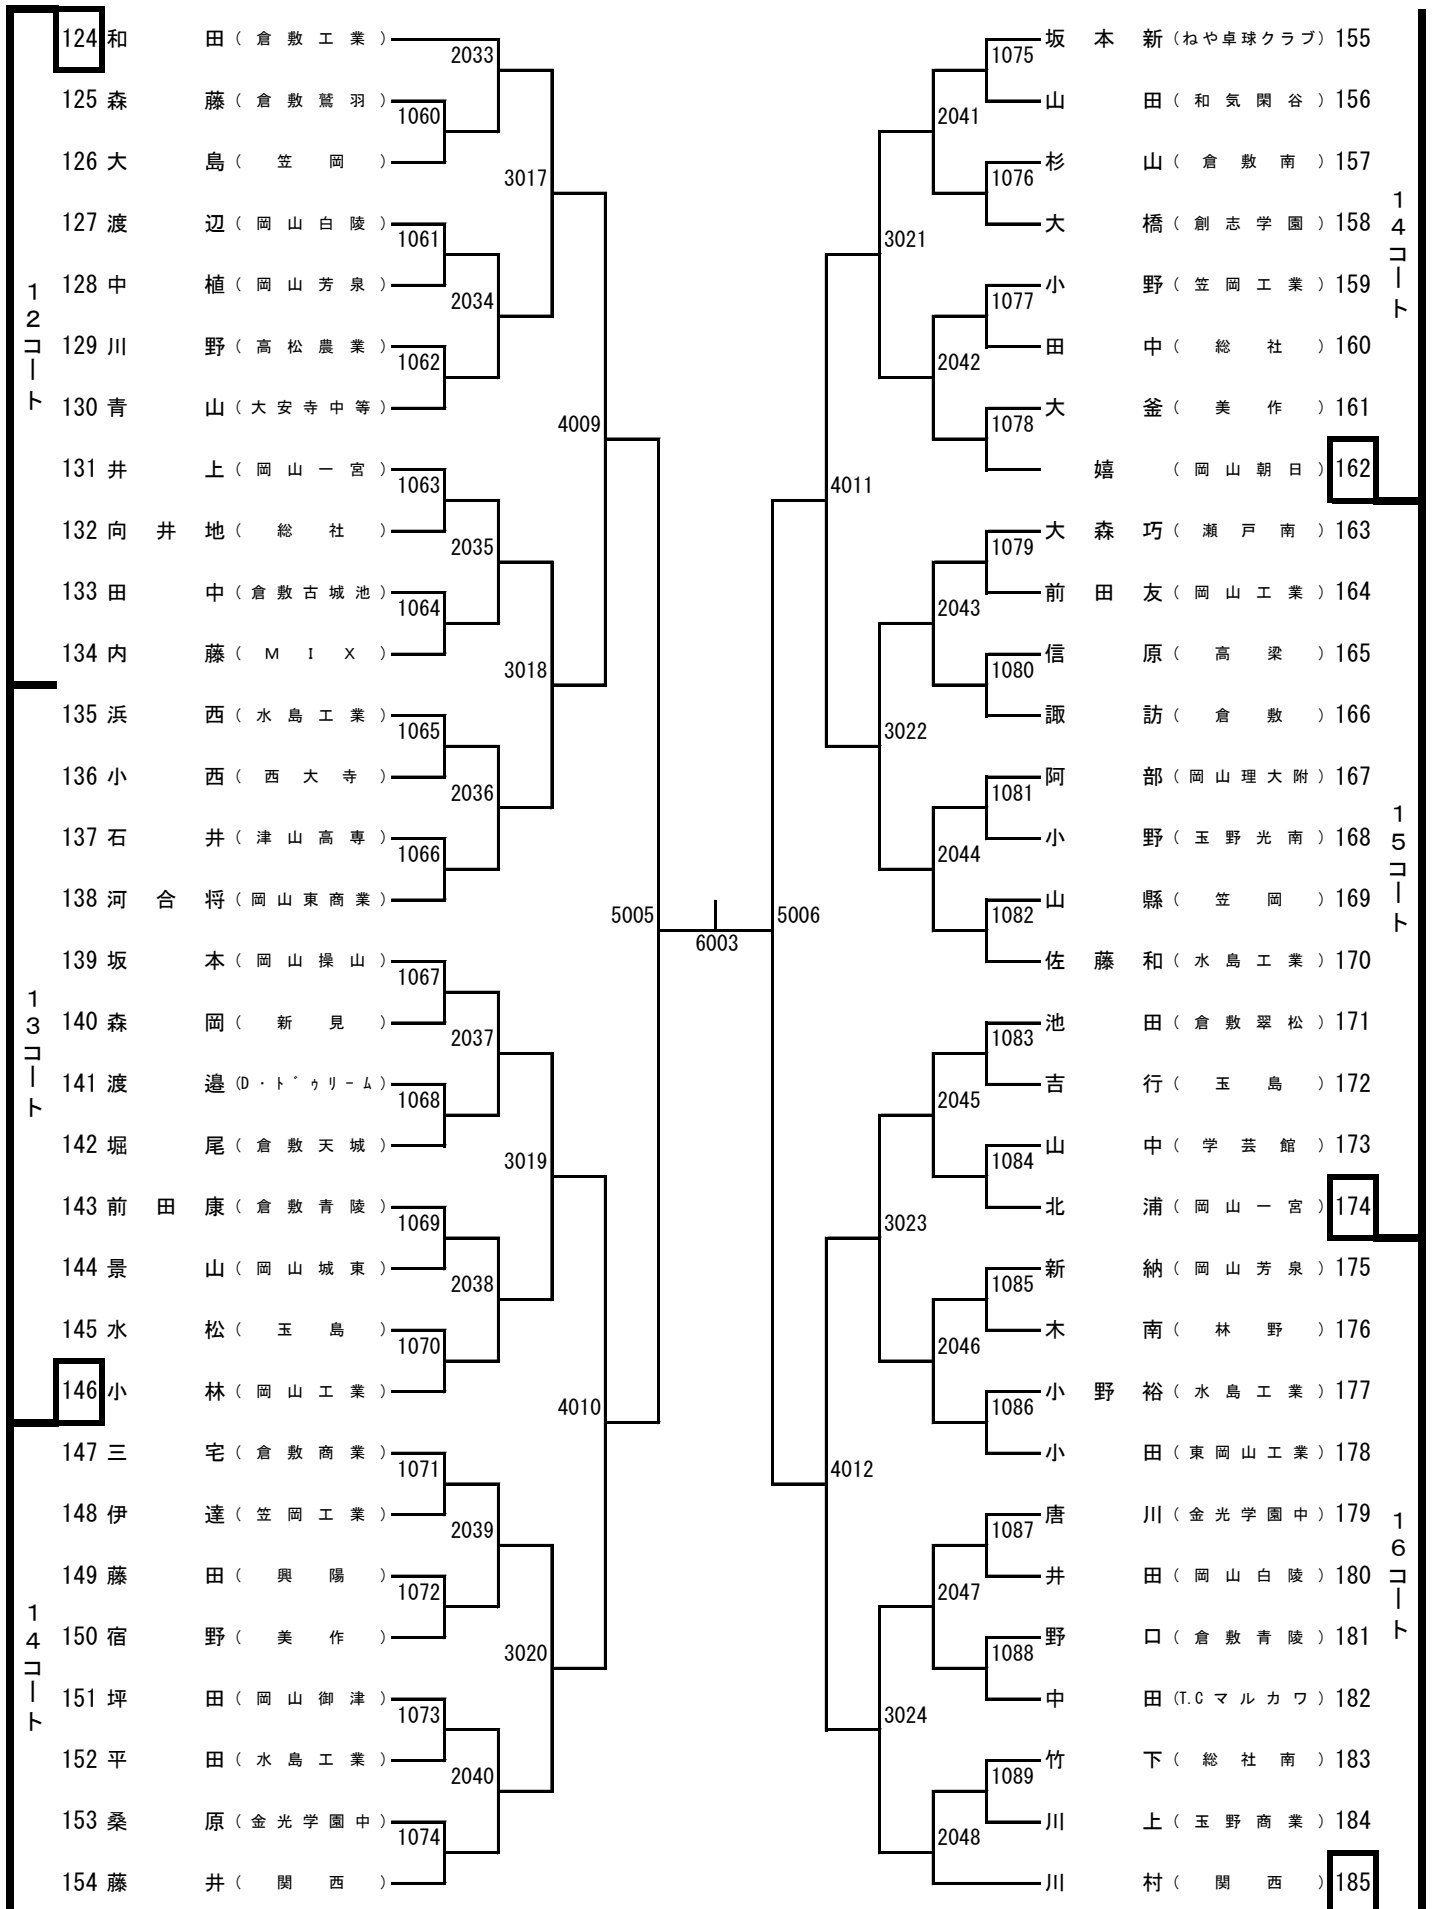 12コート
13コート
14コート
124 和田 (倉敷工業)
125 森藤 (倉敷鷲羽)
126 大島 (笠岡)
127 渡辺 (岡山白陵)
128 中植 (岡山芳泉)
129 川野 (高松農業)
130 青山 (大安寺中等)
131 井上 (岡山一宮)
132 向井地 (総社)
133 田中 (倉敷古城池)
134 内藤 (MIX)
135 浜西 (水島工業)
136 小西 (西大寺)
137 石井 (津山高専)
138 河合将 (岡山東商業)
139 坂本 (岡山操山)
140 森岡 (新見)
141 渡邉 (D・ドゥリーム)
142 堀尾 (倉敷天城)
143 前田康 (倉敷青陵)
144 景山 (岡山城東)
145 水松 (玉島)
146 小林 (岡山工業)
147 三宅 (倉敷商業)
148 伊達 (笠岡工業)
149 藤田 (興陽)
150 宿野 (美作)
151 坪田 (岡山御津)
152 平田 (水島工業)
153 桑原 (金光学園中)
154 藤井 (関西)
1060
1061
1062
1063
1064
1065
1066
1067
1068
1069
1070
1071
1072
1073
1074
2033
2034
2035
2036
2037
2038
2039
2040
3017
3018
3019
3020
4009
4010
5005
6003
5006
4011
4012
3021
3022
3023
3024
2041
2042
2043
2044
2045
2046
2047
2048
1075
1076
1077
1078
1079
1080
1081
1082
1083
1084
1085
1086
1087
1088
1089
坂本新 (ねや卓球クラブ) 155
山田 (和気閑谷) 156
杉山 (倉敷南) 157
大橋 (創志学園) 158
小野 (笠岡工業) 159
田中 (総社) 160
大釜 (美作) 161
嬉 (岡山朝日) 162
大森巧 (瀬戸南) 163
前田友 (岡山工業) 164
信原 (高梁) 165
諏訪 (倉敷) 166
阿部 (岡山理大附) 167
小野 (玉野光南) 168
山縣 (笠岡) 169
佐藤和 (水島工業) 170
池田 (倉敷翠松) 171
吉行 (玉島) 172
山中 (学芸館) 173
北浦 (岡山一宮) 174
新納 (岡山芳泉) 175
木南 (林野) 176
小野裕 (水島工業) 177
小田 (東岡山工業) 178
唐川 (金光学園中) 179
井田 (岡山白陵) 180
野口 (倉敷青陵) 181
中田 (T.Cマルカワ) 182
竹下 (総社南) 183
川上 (玉野商業) 184
川村 (関西) 185
14コート
15コート
16コート